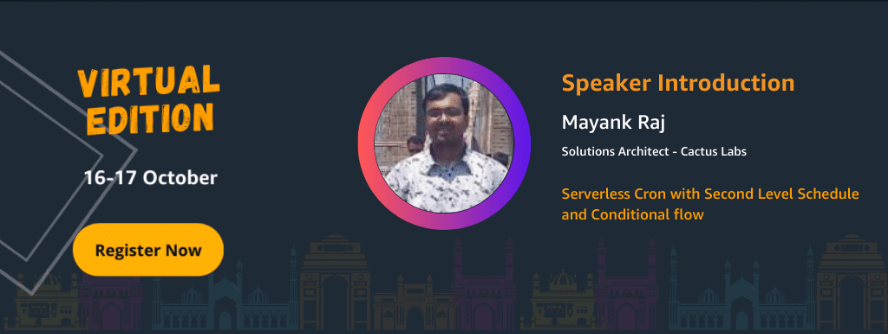 VIRTUAL
EDITION
16-17 October
Register Now
Speaker Introduction
Mayank Raj
Solutions Architect - Cactus Labs
Serverless Cron with Second Level Schedule
and Conditional flow